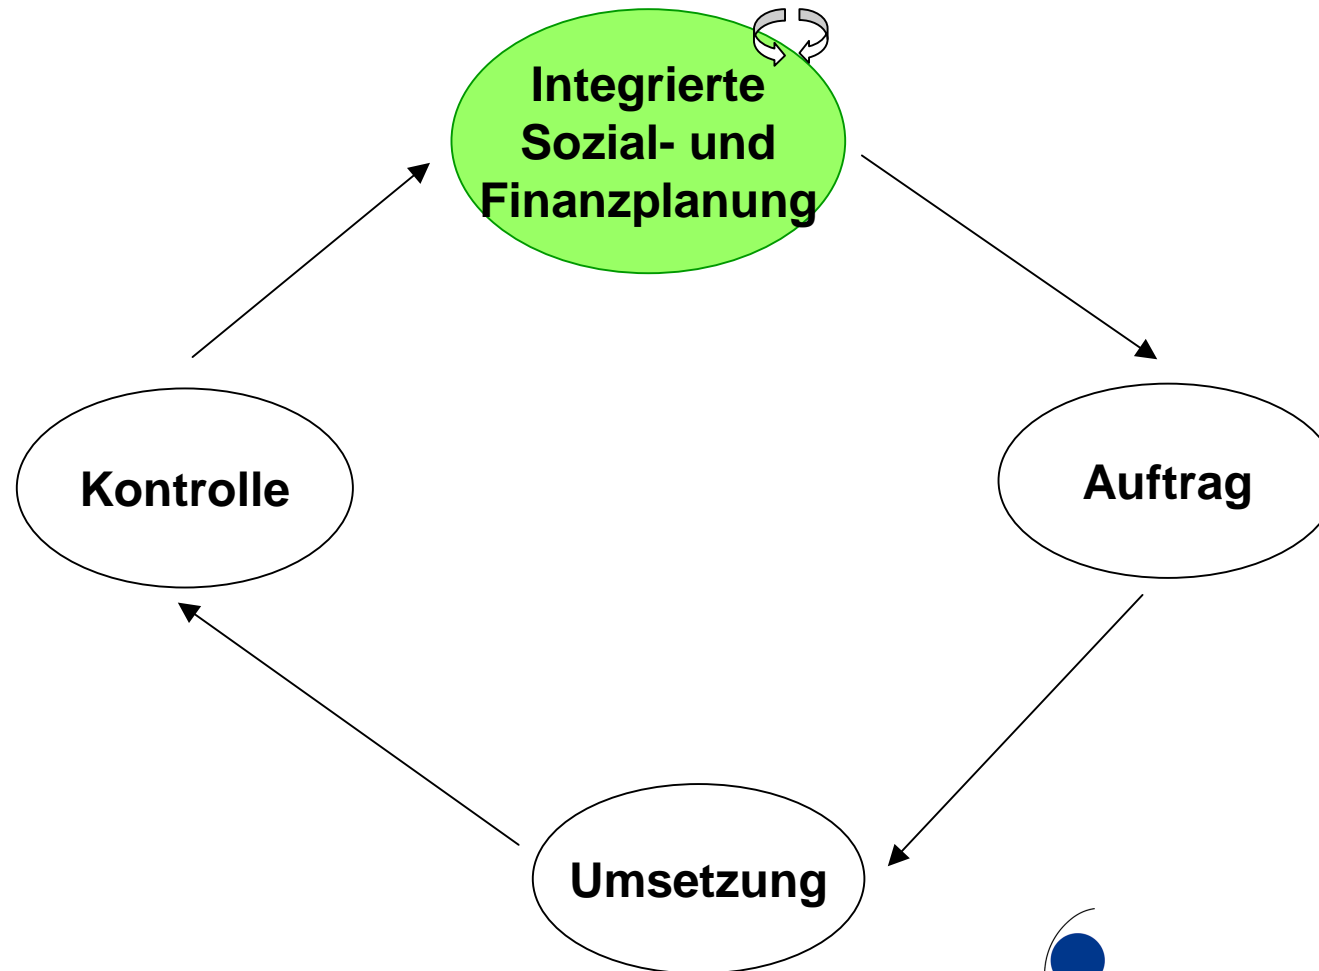 Integrierte
Sozial- und
Finanzplanung
Kontrolle
Auftrag
Umsetzung